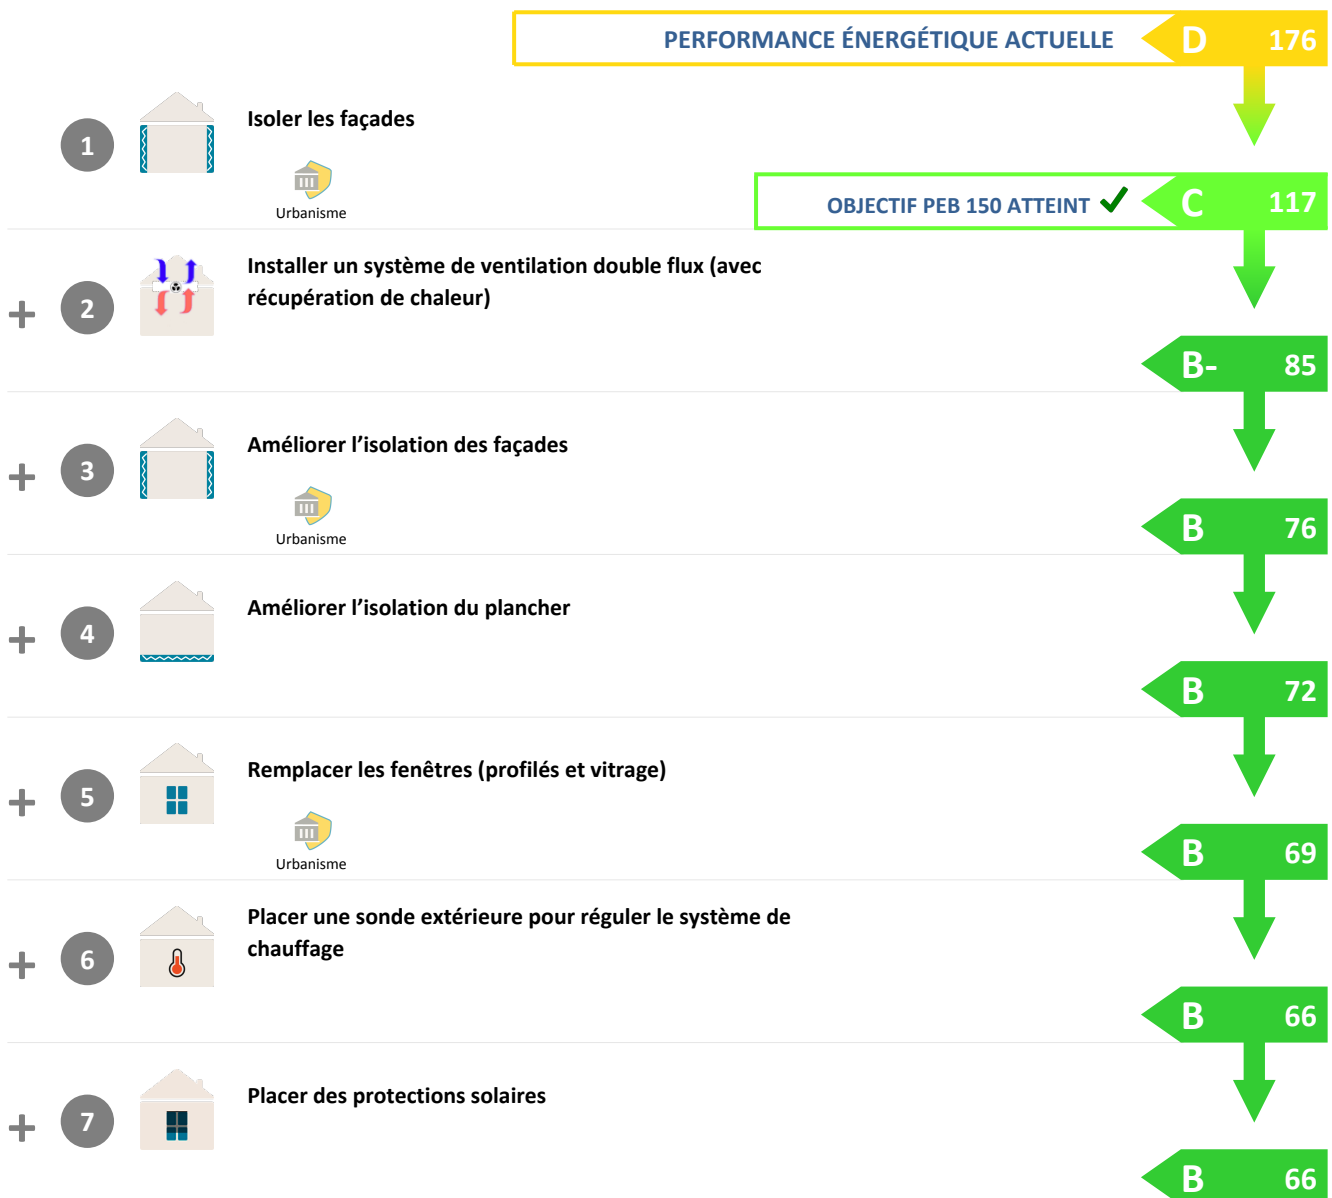 PERFORMANCE ÉNERGÉTIQUE ACTUELLE D 176
1 Isoler les façades
Urbanisme
OBJECTIF PEB 150 ATTEINT ✔ C 117
+ 2 Installer un système de ventilation double flux (avec
récupération de chaleur)
B- 85
+ 3 Améliorer l’isolation des façades
Urbanisme
B 76
+ 4 Améliorer l’isolation du plancher
B 72
+ 5 Remplacer les fenêtres (profilés et vitrage)
Urbanisme
B 69
+ 6 Placer une sonde extérieure pour réguler le système de
chauffage
B 66
+ 7 Placer des protections solaires
B 66